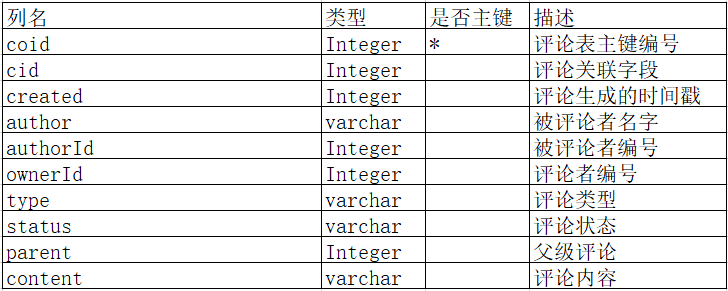 列名 类型 是否主键 描述
coid Integer * 评论表主键编号
cid Integer 评论关联字段
created Integer 评论生成的时间戳
author varchar 被评论者名字
authorId Integer 被评论者编号
ownerId Integer 评论者编号
type varchar 评论类型
status varchar 评论状态
parent Integer 父级评论
content varchar 评论内容